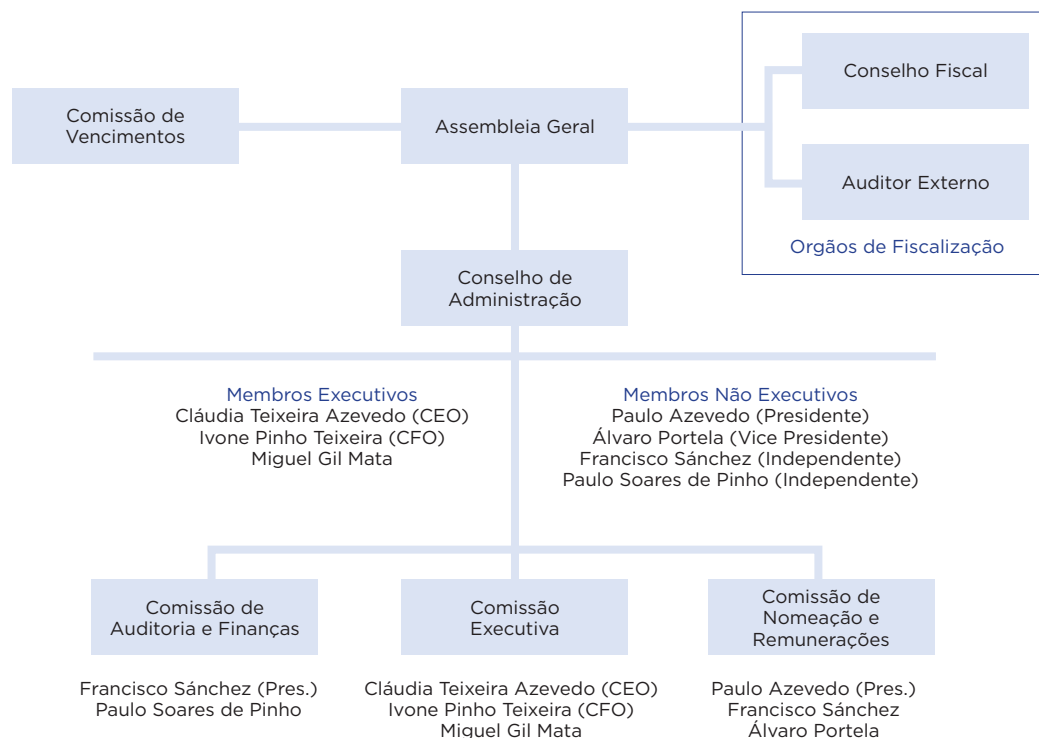 Conselho Fiscal
Comissão de
Vencimentos
Assembleia Geral
Auditor Externo
Orgãos de Fiscalização
Conselho de
Administração
Membros Executivos
Cláudia Teixeira Azevedo (CEO)
Ivone Pinho Teixeira (CFO)
Miguel Gil Mata
Membros Não Executivos
Paulo Azevedo (Presidente)
Álvaro Portela (Vice Presidente)
Francisco Sánchez (Independente)
Paulo Soares de Pinho (Independente)
Comissão de
Auditoria e Finanças
Francisco Sánchez (Pres.)
Paulo Soares de Pinho
Comissão
Executiva
Cláudia Teixeira Azevedo (CEO)
Ivone Pinho Teixeira (CFO)
Miguel Gil Mata
Comissão de
Nomeação e
Remunerações
Paulo Azevedo (Pres.)
Francisco Sánchez
Álvaro Portela